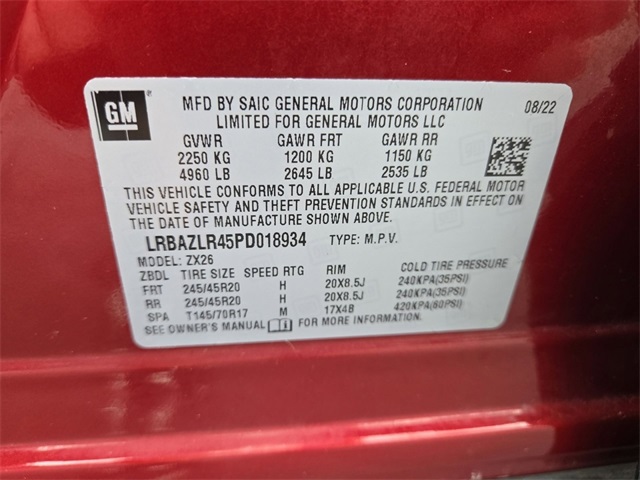 GM
MFD BY SAIC GENERAL MOTORS CORPORATION 08/22
LIMITED FOR GENERAL MOTORS LLC
GVWR GAWR FRT GAWR RR
2250 KG 1200 KG 1150 KG
4960 LB 2645 LB 2535 LB
THIS VEHICLE CONFORMS TO ALL APPLICABLE U.S. FEDERAL MOTOR
VEHICLE SAFETY AND THEFT PREVENTION STANDARDS IN EFFECT ON
THE DATE OF MANUFACTURE SHOWN ABOVE.
LRBAZLR45PD018934 TYPE: M.P.V.
MODEL: ZX26
ZBDL TIRE SIZE SPEED RTG RIM COLD TIRE PRESSURE
FRT 245/45R20 H 20X8.5J 240KPA(35PSI)
RR 245/45R20 H 20X8.5J 240KPA(35PSI)
SPA T145/70R17 M 17X4B 420KPA(60PSI)
SEE OWNER'S MANUAL FOR MORE INFORMATION.